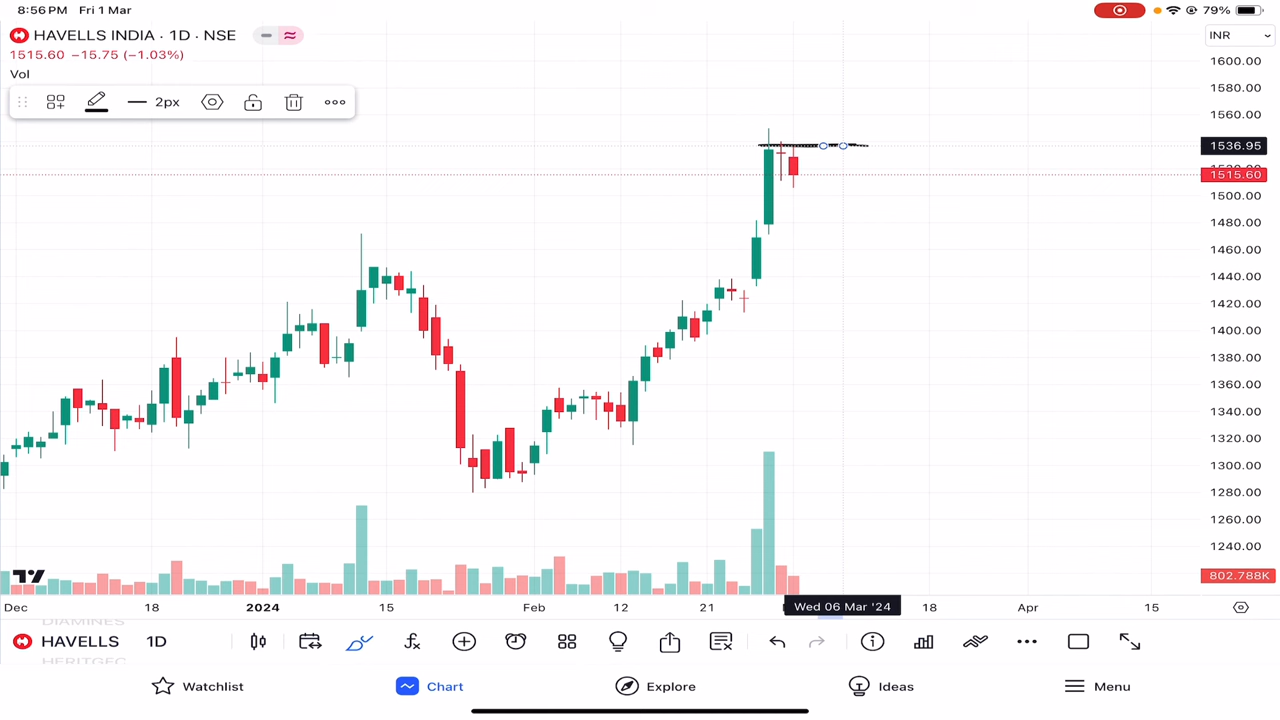 8:56 PM Fri 1 Mar 79%
HAVELLS INDIA · 1D · NSE INR
1515.60 −15.75 (−1.03%)
Vol
2px
1600.00
1580.00
1560.00
1536.95
1515.60
1500.00
1480.00
1460.00
1440.00
1420.00
1400.00
1380.00
1360.00
1340.00
1320.00
1300.00
1280.00
1260.00
1240.00
802.788K
Dec 18 2024 15 Feb 12 21 Wed 06 Mar '24 18 Apr 15
DIAMINES
HAVELLS 1D
HERITGEC
Watchlist Chart Explore Ideas Menu